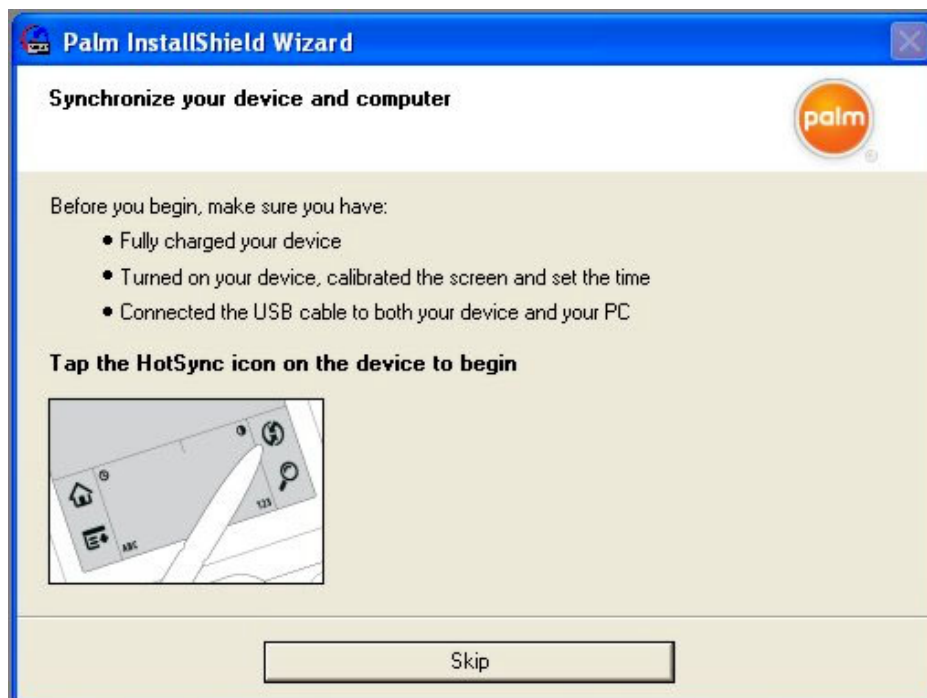 Palm InstallShield Wizard
Synchronize your device and computer
palm
®
Before you begin, make sure you have:
• Fully charged your device
• Turned on your device, calibrated the screen and set the time
• Connected the USB cable to both your device and your PC
Tap the HotSync icon on the device to begin
ABC
123
Skip